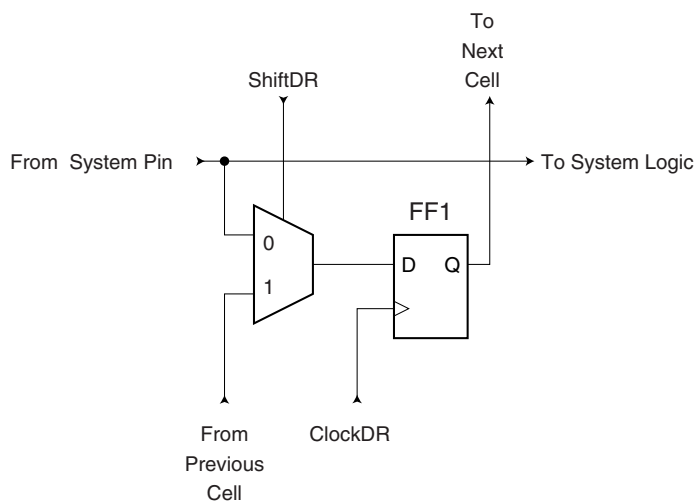 To
Next
Cell
ShiftDR
From System Pin
To System Logic
FF1
0
D Q
1
From
Previous
Cell
ClockDR